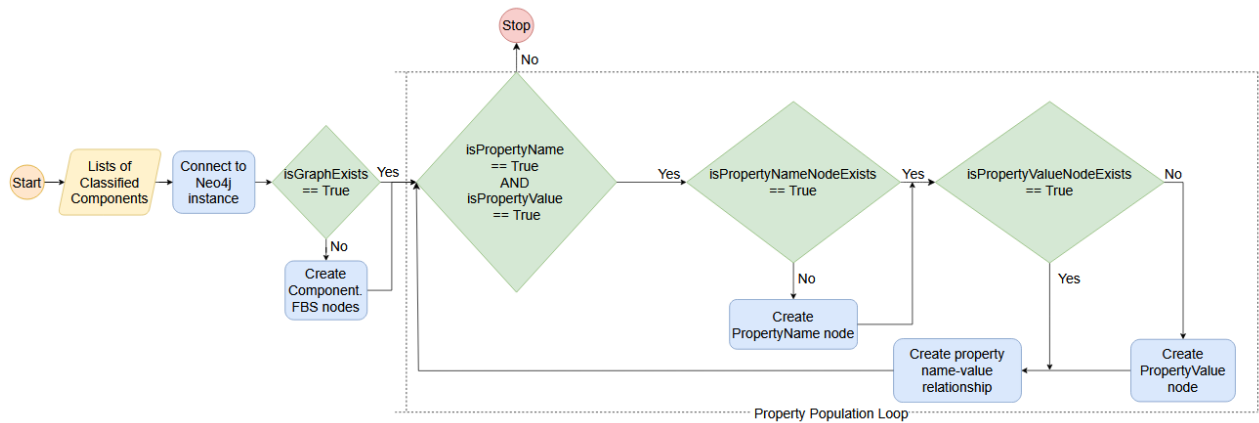 Stop
No
Start
Lists of
Classified
Components
Connect to
Neo4j
instance
isGraphExists
== True
Yes
No
Create
Component.
FBS nodes
isPropertyName
== True
AND
isPropertyValue
== True
Yes
isPropertyNameNodeExists
== True
Yes
No
Create
PropertyName node
isPropertyValueNodeExists
== True
No
Yes
Create
PropertyValue
node
Create property
name-value
relationship
Property Population Loop